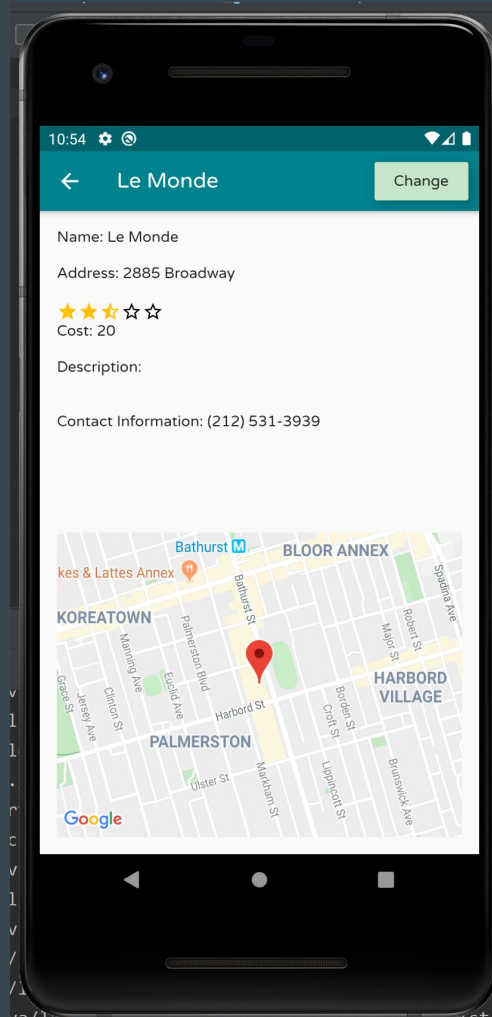 10:54
Le Monde
Change
Name: Le Monde
Address: 2885 Broadway
Cost: 20
Description:
Contact Information: (212) 531-3939
Bathurst M
BLOOR ANNEX
kes & Lattes Annex
Spadina Ave
Bathurst St
KOREATOWN
Manning Ave
Palmerston Blvd
Robert St
Major St
Grace St
Jersey Ave
Clinton St
Euclid Ave
HARBORD
VILLAGE
Harbord St
Borden St
Croft St
PALMERSTON
Ulster St
Markham St
Lippincott St
Brunswick Ave
Google